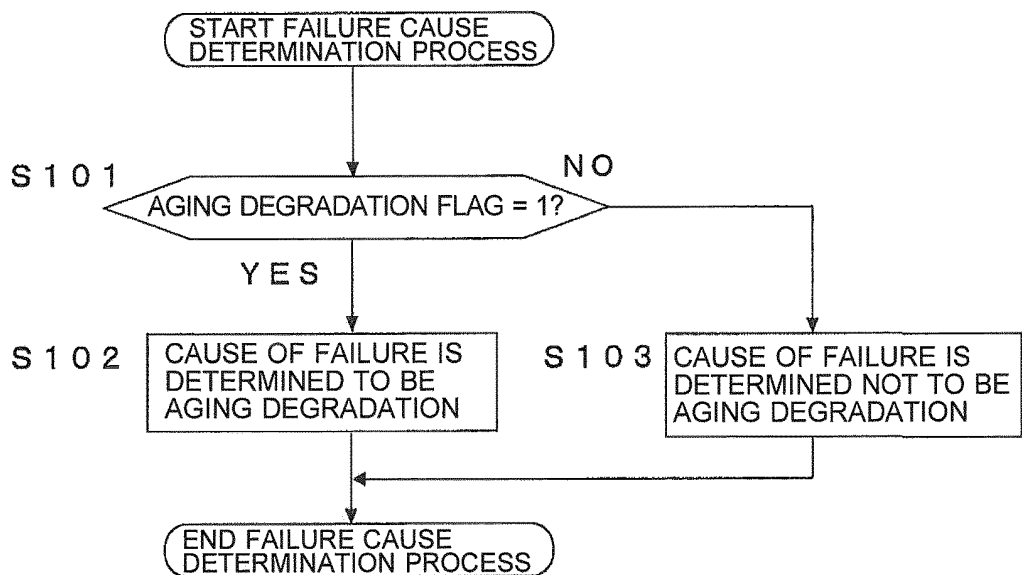 START FAILURE CAUSE
DETERMINATION PROCESS
S101
AGING DEGRADATION FLAG = 1?
NO
YES
S102
CAUSE OF FAILURE IS
DETERMINED TO BE
AGING DEGRADATION
S103
CAUSE OF FAILURE IS
DETERMINED NOT TO BE
AGING DEGRADATION
END FAILURE CAUSE
DETERMINATION PROCESS